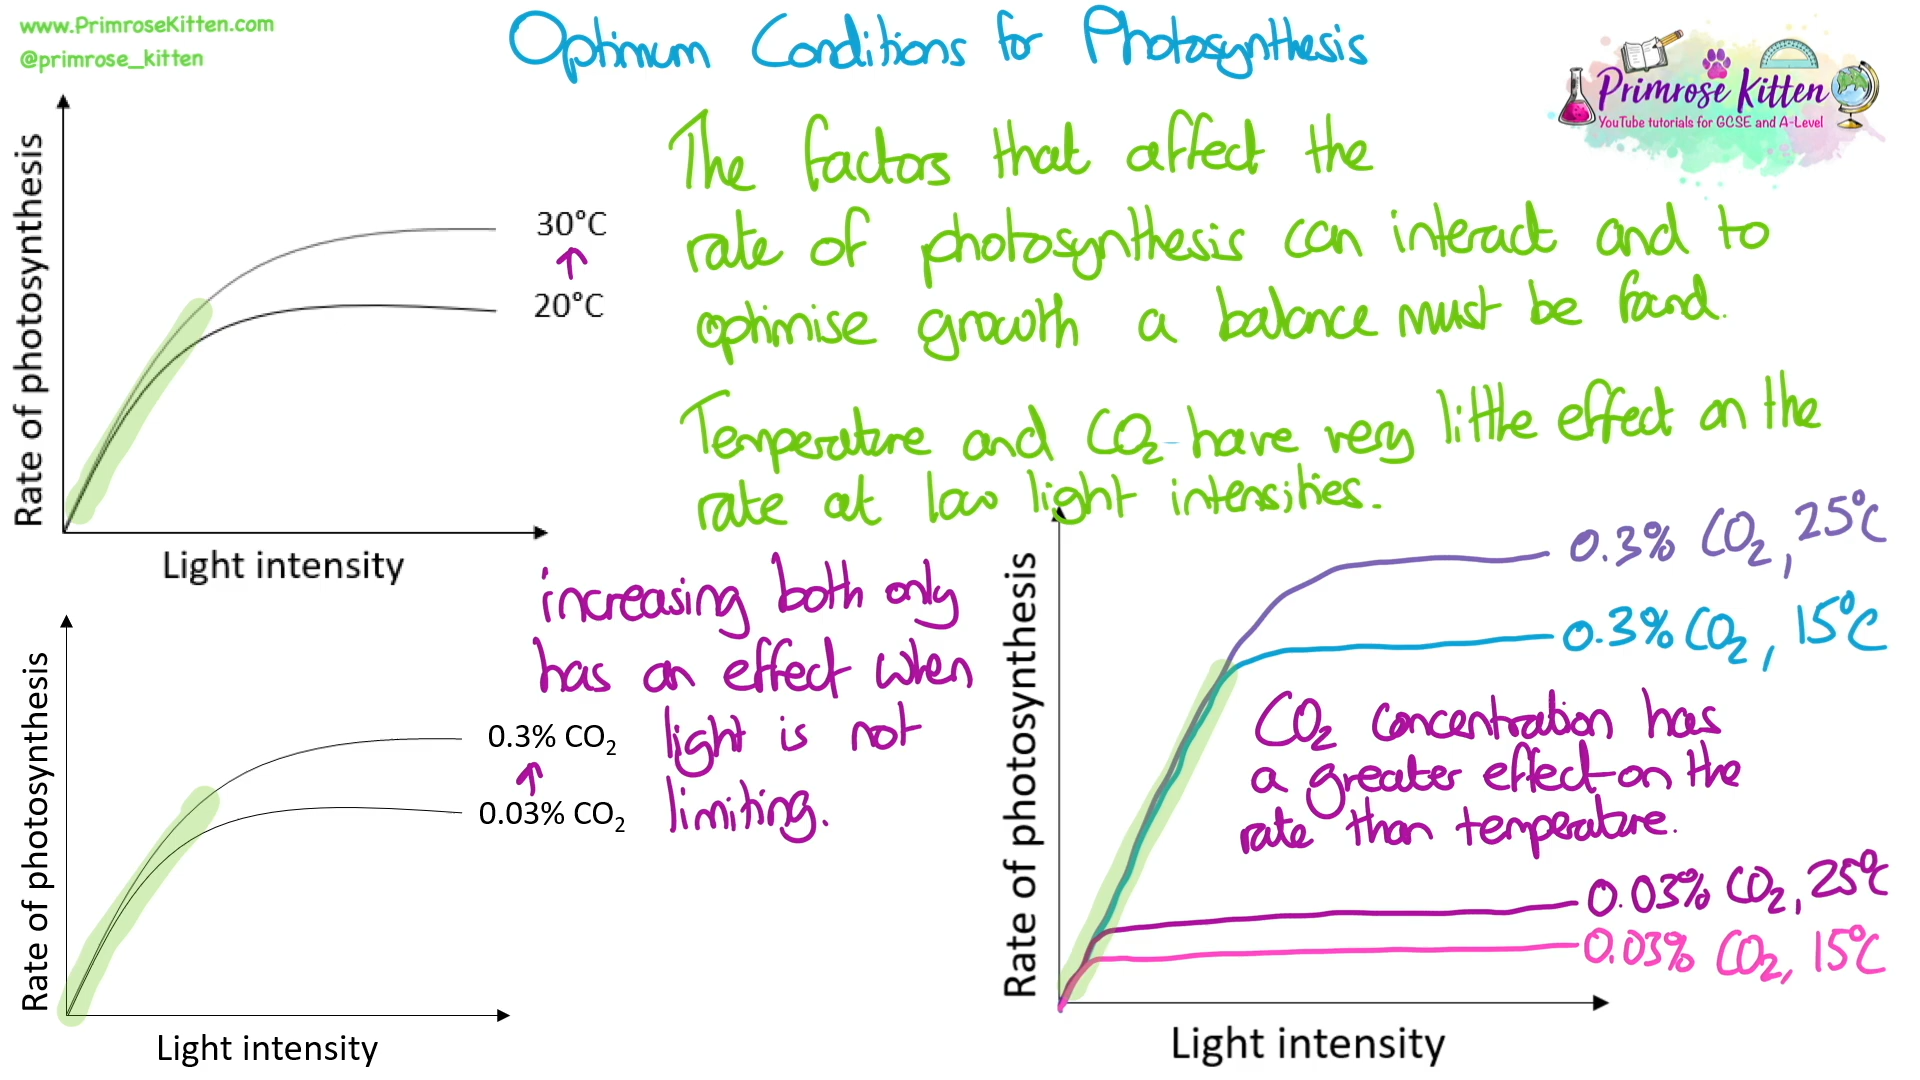 www.PrimroseKitten.com
@primrose_kitten
Optimum Conditions for Photosynthesis
Primrose Kitten
YouTube tutorials for GCSE and A-Level
The factors that affect the
rate of photosynthesis can interact and to
optimise growth a balance must be found.
Temperature and CO₂ have very little effect on the
rate at low light intensities.
Rate of photosynthesis
30°C
20°C
Light intensity
increasing both only
has an effect when
light is not
limiting.
Rate of photosynthesis
0.3% CO₂
0.03% CO₂
Light intensity
Rate of photosynthesis
0.3% CO₂, 25°C
0.3% CO₂, 15°C
CO₂ concentration has
a greater effect on the
rate than temperature.
0.03% CO₂, 25°C
0.03% CO₂, 15°C
Light intensity